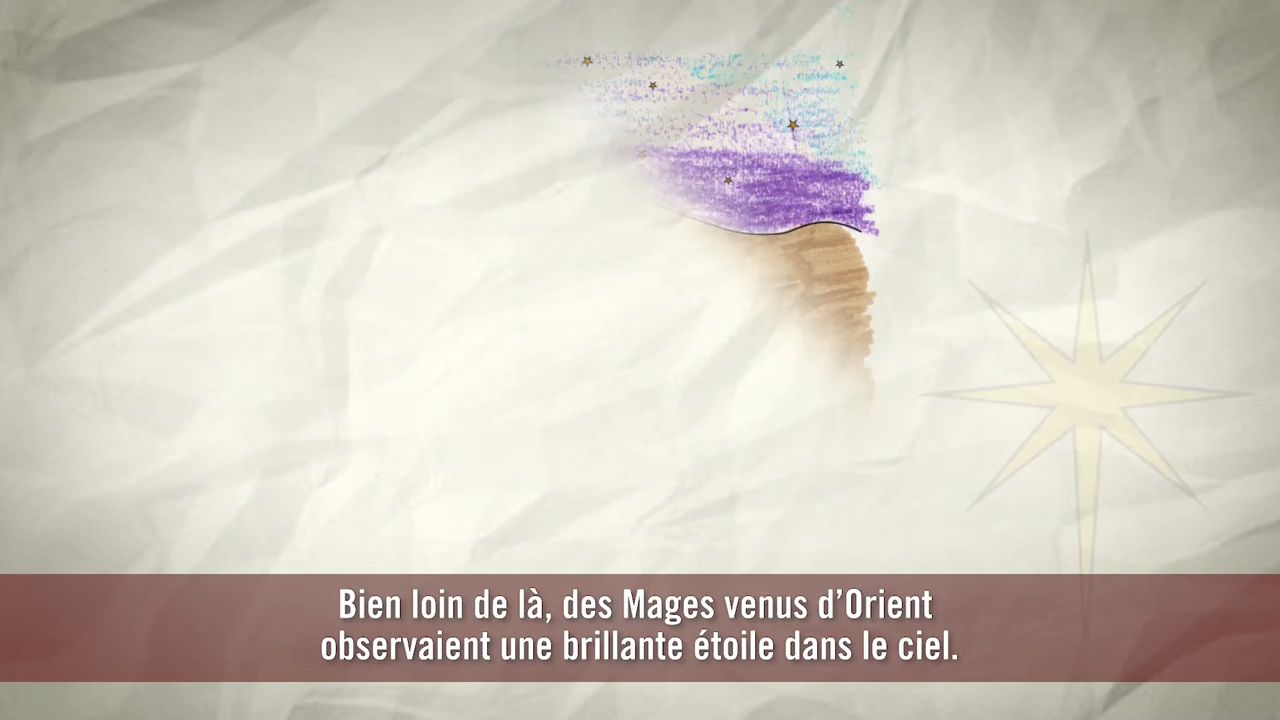 Bien loin de là, des Mages venus d’Orient
observaient une brillante étoile dans le ciel.